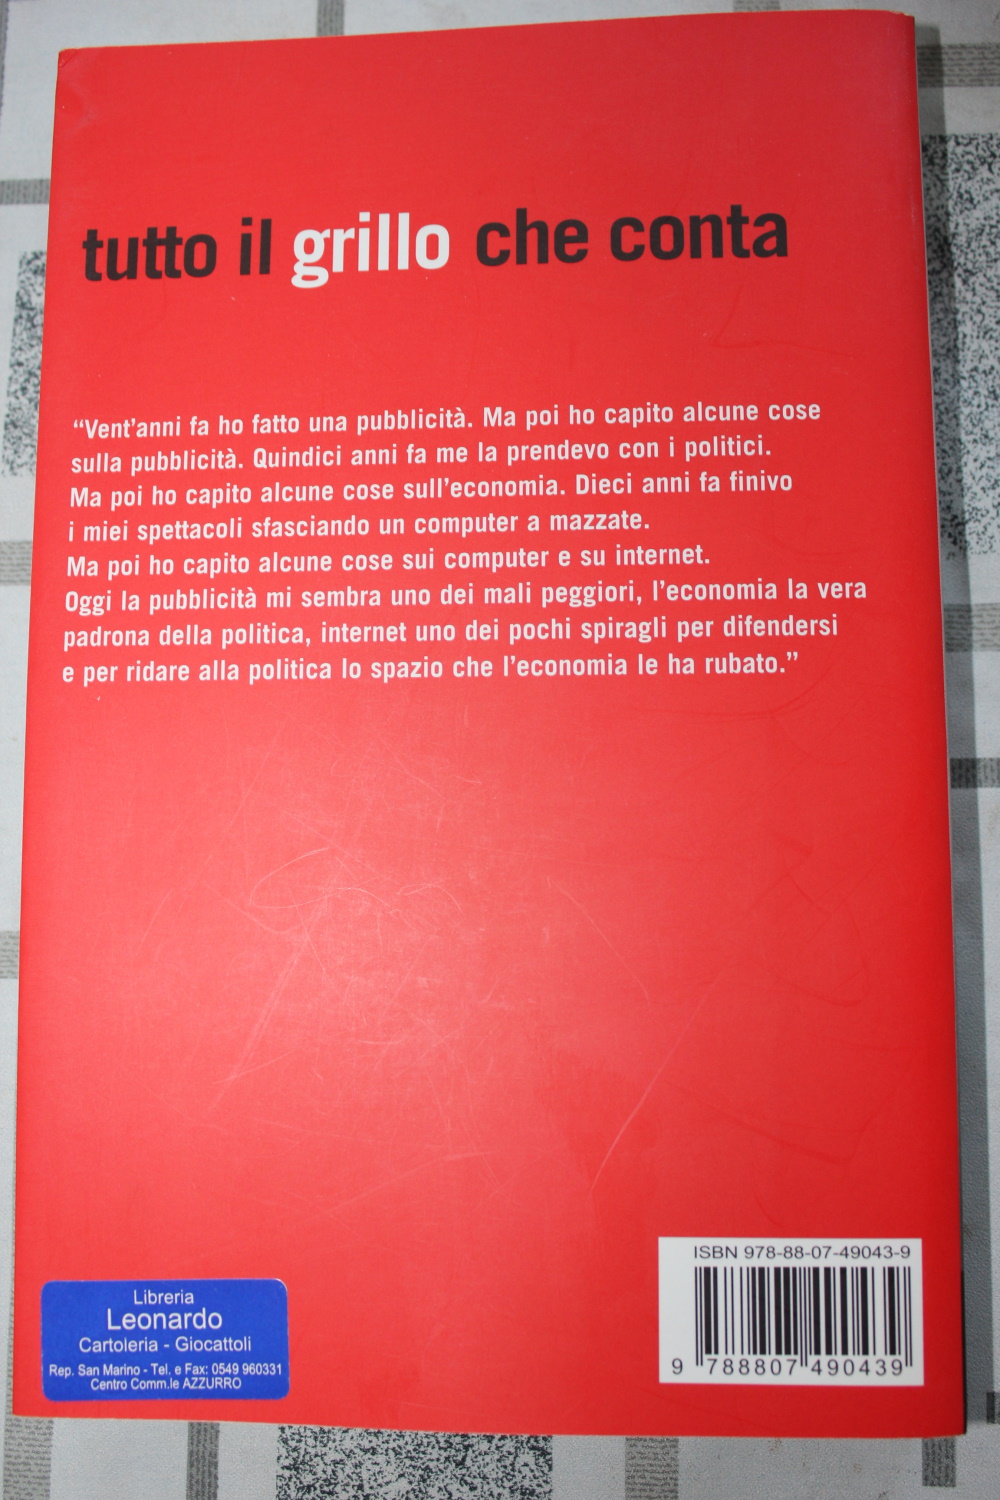 tutto il grillo che conta
“Vent’anni fa ho fatto una pubblicità. Ma poi ho capito alcune cose
sulla pubblicità. Quindici anni fa me la prendevo con i politici.
Ma poi ho capito alcune cose sull’economia. Dieci anni fa finivo
i miei spettacoli sfasciando un computer a mazzate.
Ma poi ho capito alcune cose sui computer e su internet.
Oggi la pubblicità mi sembra uno dei mali peggiori, l’economia la vera
padrona della politica, internet uno dei pochi spiragli per difendersi
e per ridare alla politica lo spazio che l’economia le ha rubato.”
ISBN 978-88-07-49043-9
9 788807 490439
Libreria
Leonardo
Cartoleria - Giocattoli
Rep. San Marino - Tel. e Fax: 0549 960331
Centro Comm.le AZZURRO